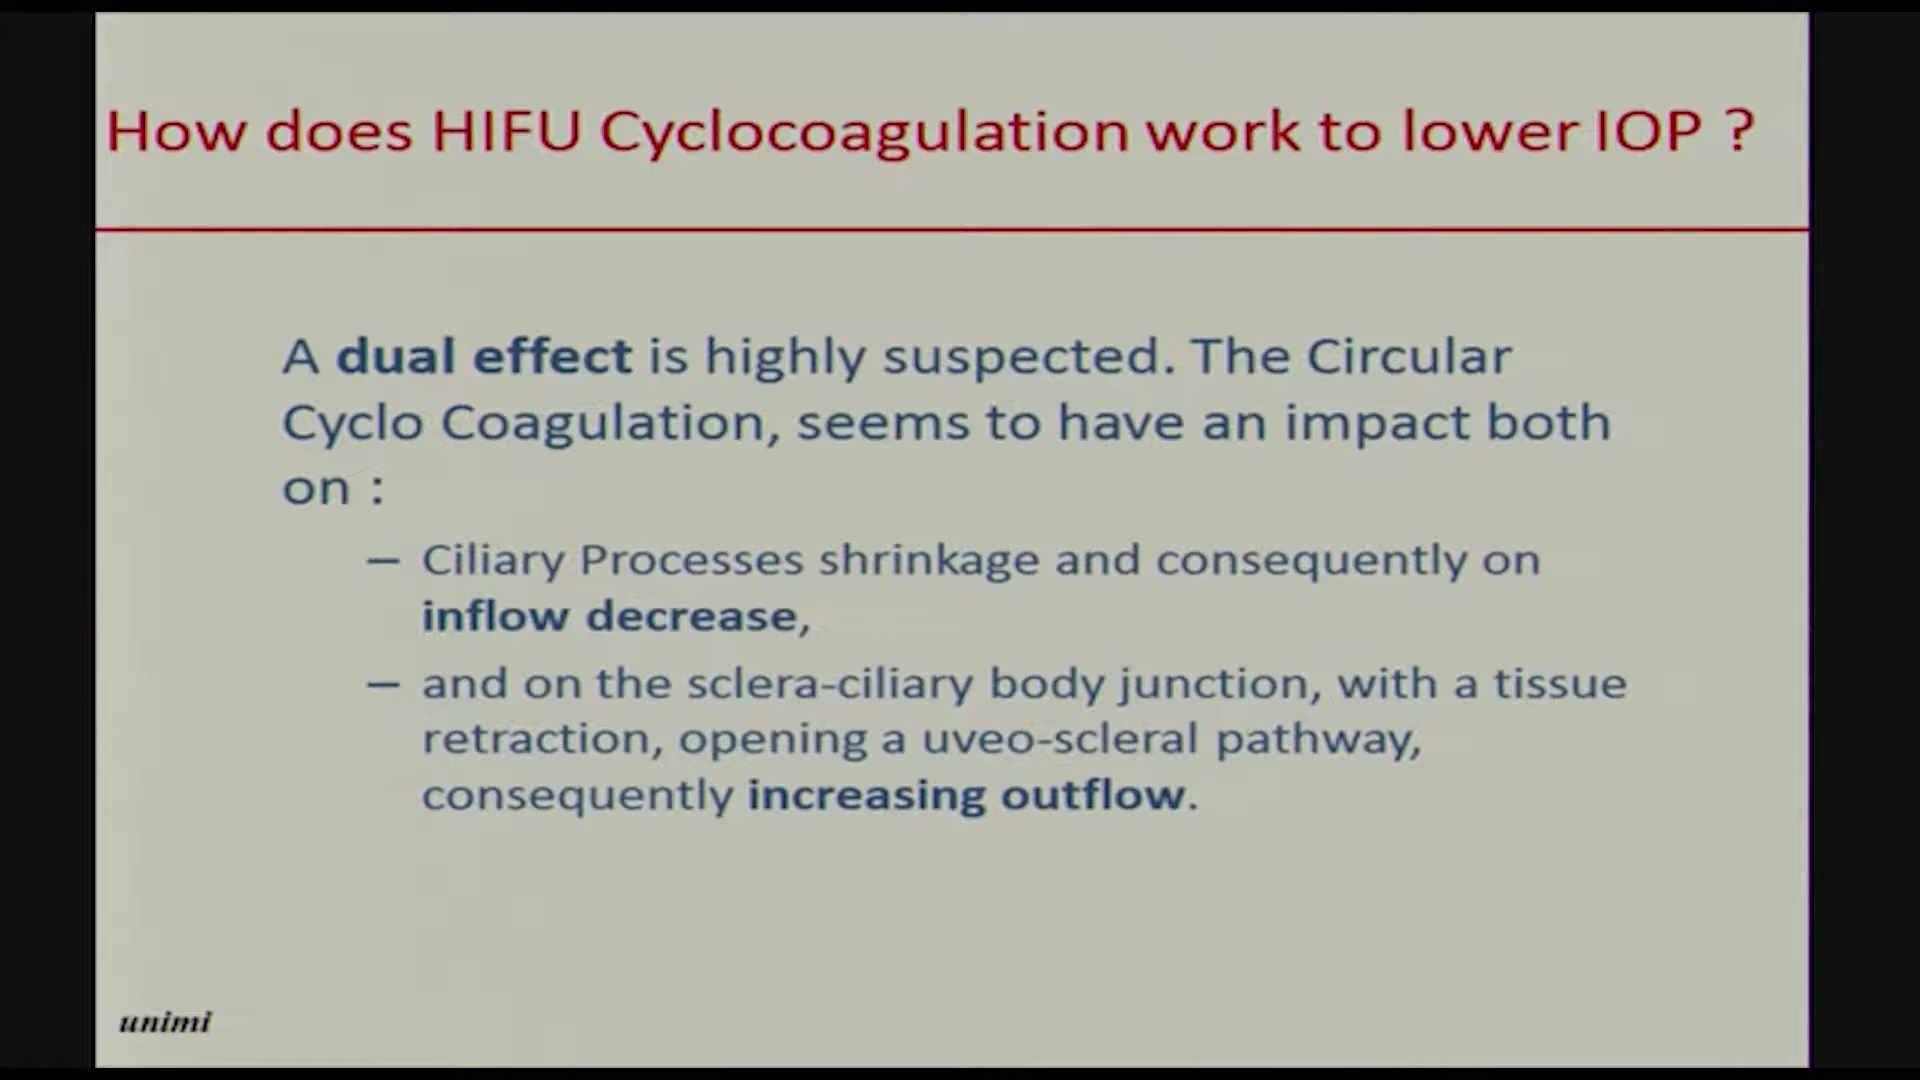 How does HIFU Cyclocoagulation work to lower IOP ?
A dual effect is highly suspected. The Circular
Cyclo Coagulation, seems to have an impact both
on :
– Ciliary Processes shrinkage and consequently on
inflow decrease,
– and on the sclera-ciliary body junction, with a tissue
retraction, opening a uveo-scleral pathway,
consequently increasing outflow.
unimi